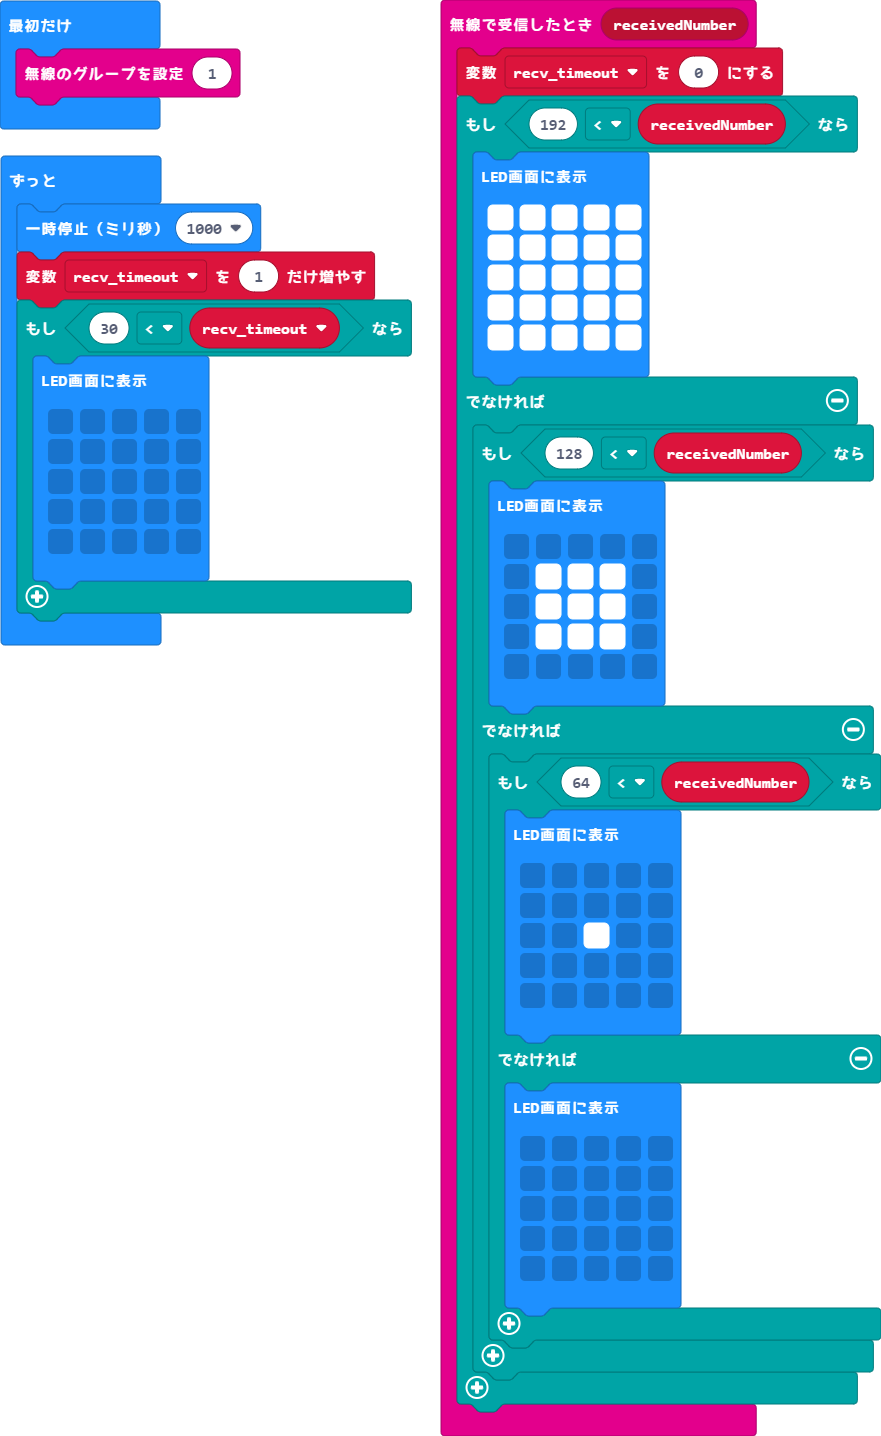 最初だけ
無線のグループを設定 1
ずっと
一時停止（ミリ秒） 1000
変数 recv_timeout を 1 だけ増やす
もし 30 < recv_timeout なら
LED画面に表示
無線で受信したとき receivedNumber
変数 recv_timeout を 0 にする
もし 192 < receivedNumber なら
LED画面に表示
でなければ
もし 128 < receivedNumber なら
LED画面に表示
でなければ
もし 64 < receivedNumber なら
LED画面に表示
でなければ
LED画面に表示